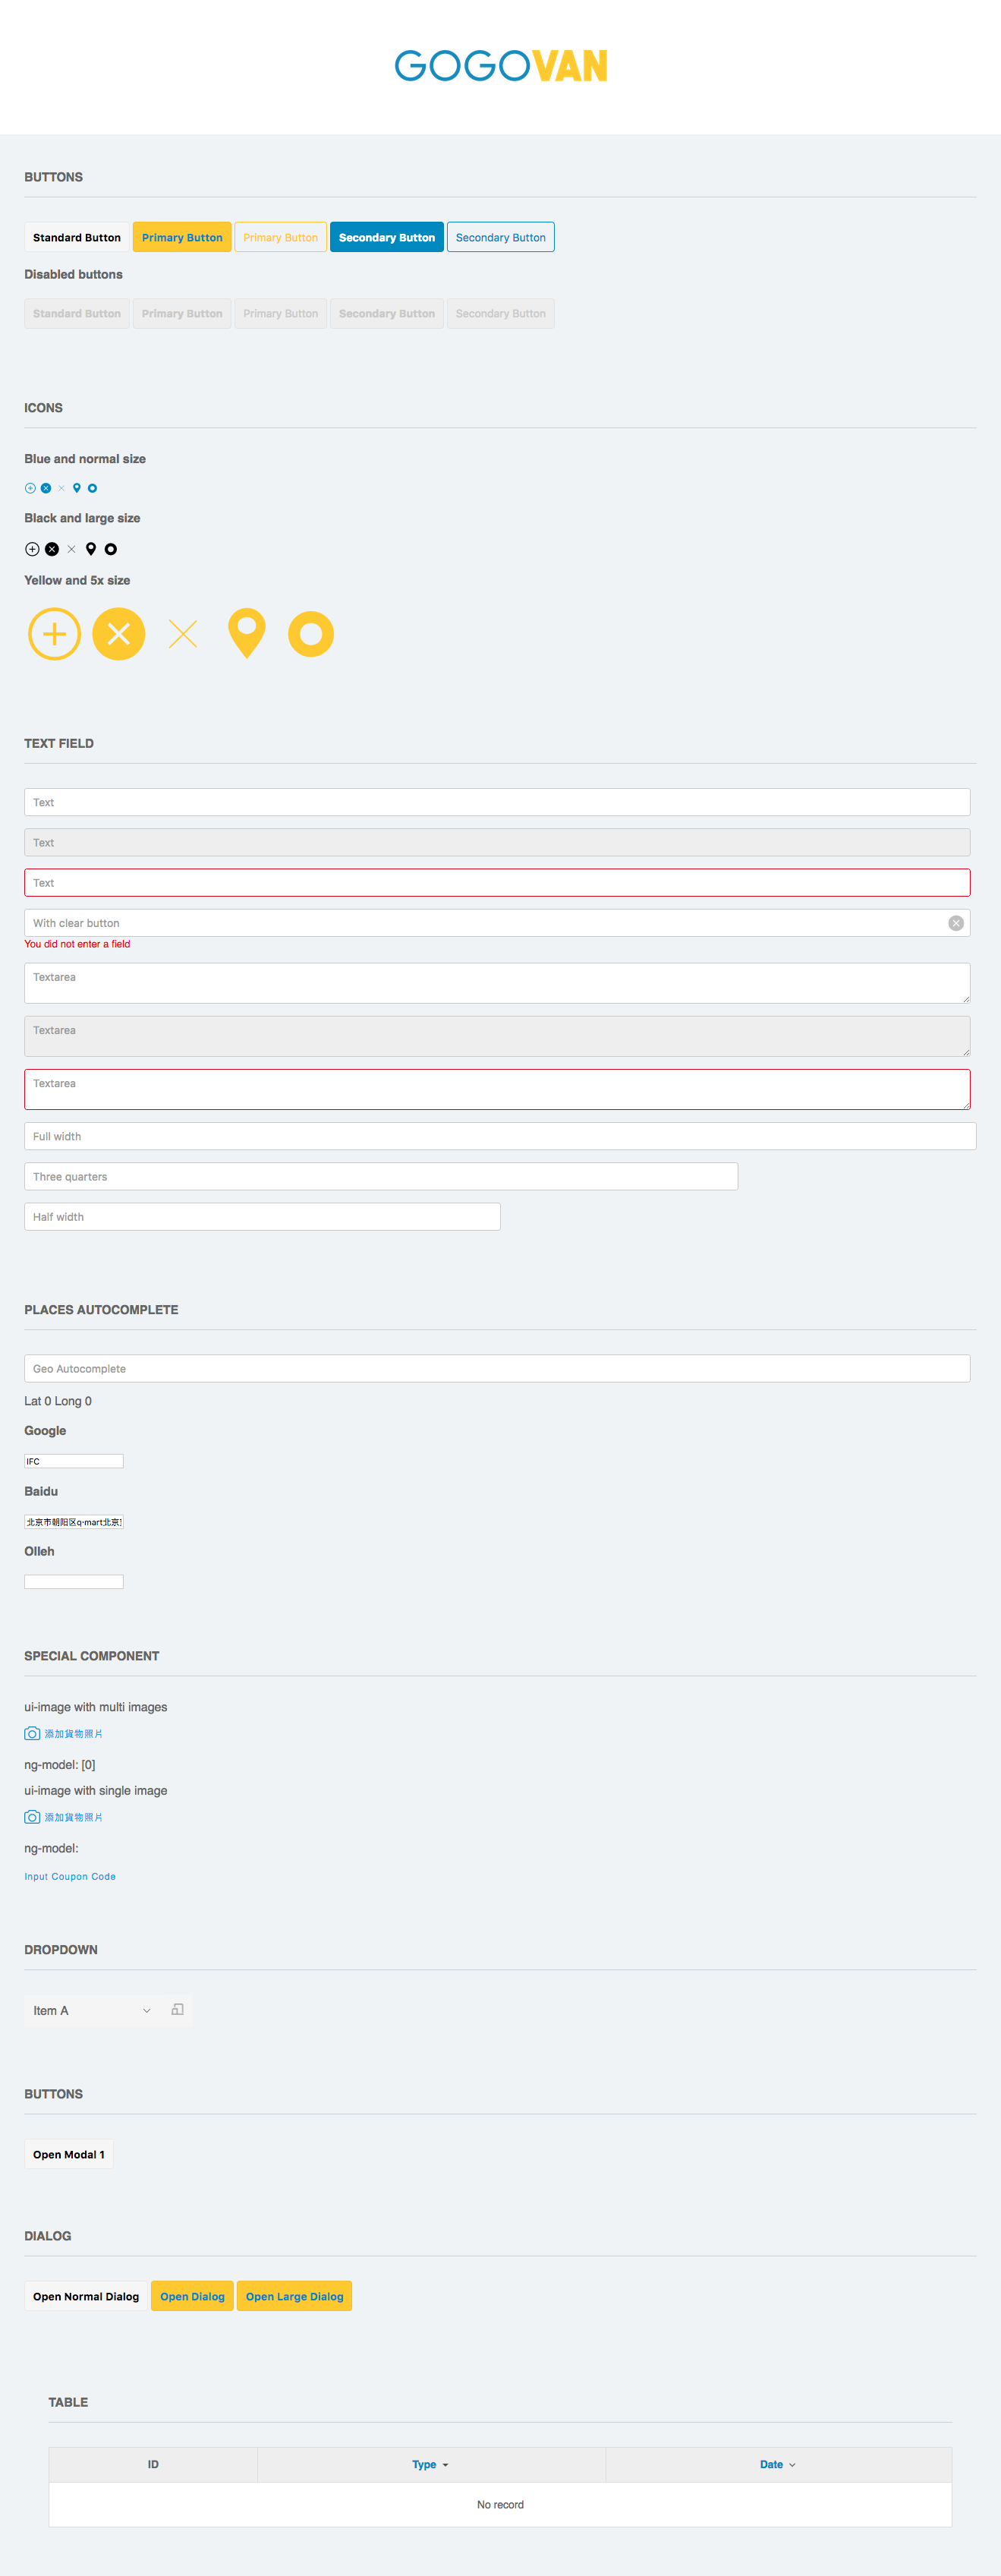 GOGOVAN
BUTTONS
Standard Button Primary Button Primary Button Secondary Button Secondary Button
Disabled buttons
Standard Button Primary Button Primary Button Secondary Button Secondary Button
ICONS
Blue and normal size
Black and large size
Yellow and 5x size
TEXT FIELD
Text
Text
Text
With clear button
You did not enter a field
Textarea
Textarea
Textarea
Full width
Three quarters
Half width
PLACES AUTOCOMPLETE
Geo Autocomplete
Lat 0 Long 0
Google
IFC
Baidu
北京市朝阳区q-mart北京
Olleh
SPECIAL COMPONENT
ui-image with multi images
添加貨物照片
ng-model: [0]
ui-image with single image
添加貨物照片
ng-model:
Input Coupon Code
DROPDOWN
Item A
BUTTONS
Open Modal 1
DIALOG
Open Normal Dialog Open Dialog Open Large Dialog
TABLE
ID Type Date
No record